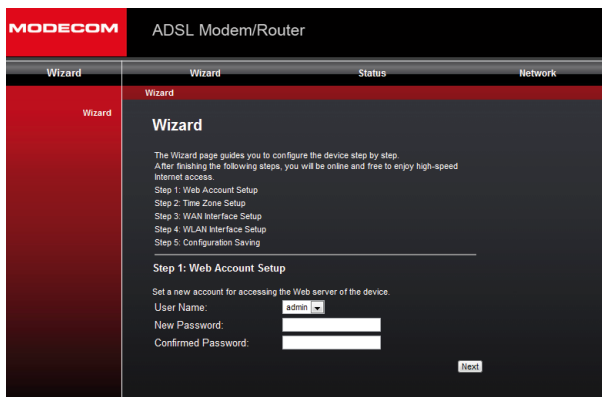 MODECOM ADSL Modem/Router
Wizard Wizard Status Network
Wizard
Wizard
Wizard
The Wizard page guides you to configure the device step by step.
After finishing the following steps, you will be online and free to enjoy high-speed
Internet access.
Step 1: Web Account Setup
Step 2: Time Zone Setup
Step 3: WAN Interface Setup
Step 4: WLAN Interface Setup
Step 5: Configuration Saving
Step 1: Web Account Setup
Set a new account for accessing the Web server of the device.
User Name: admin
New Password:
Confirmed Password:
Next